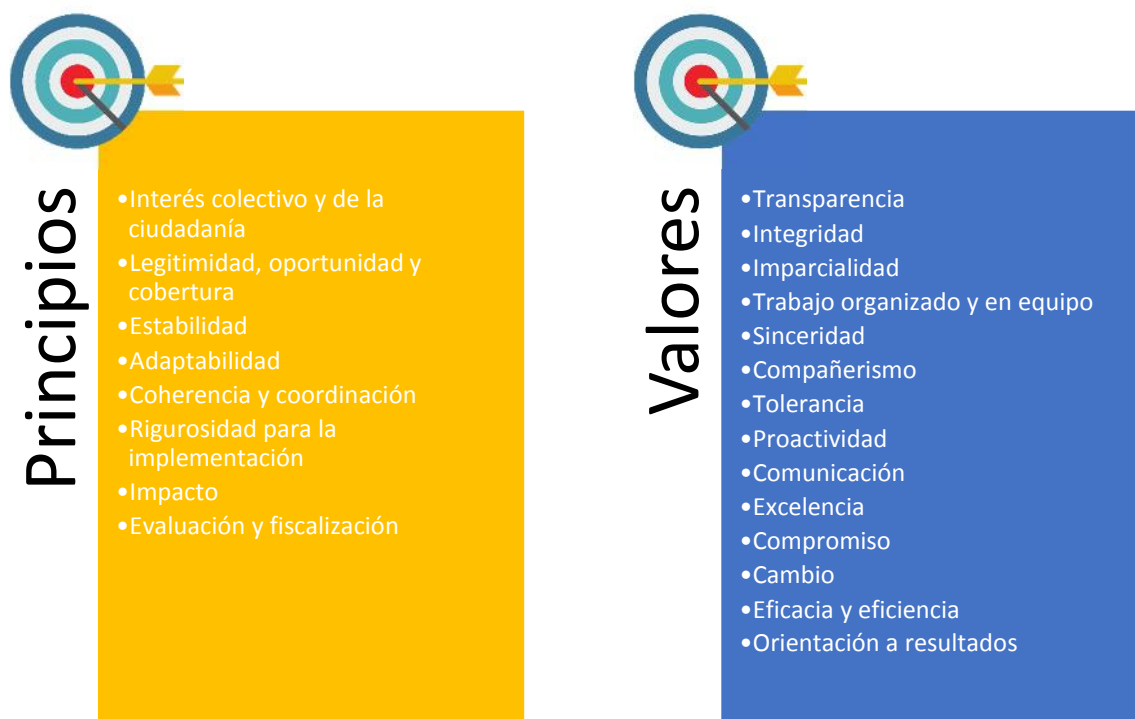 Principios
•Interés colectivo y de la
ciudadanía
•Legitimidad, oportunidad y
cobertura
•Estabilidad
•Adaptabilidad
•Coherencia y coordinación
•Rigurosidad para la
implementación
•Impacto
•Evaluación y fiscalización
Valores
•Transparencia
•Integridad
•Imparcialidad
•Trabajo organizado y en equipo
•Sinceridad
•Compañerismo
•Tolerancia
•Proactividad
•Comunicación
•Excelencia
•Compromiso
•Cambio
•Eficacia y eficiencia
•Orientación a resultados